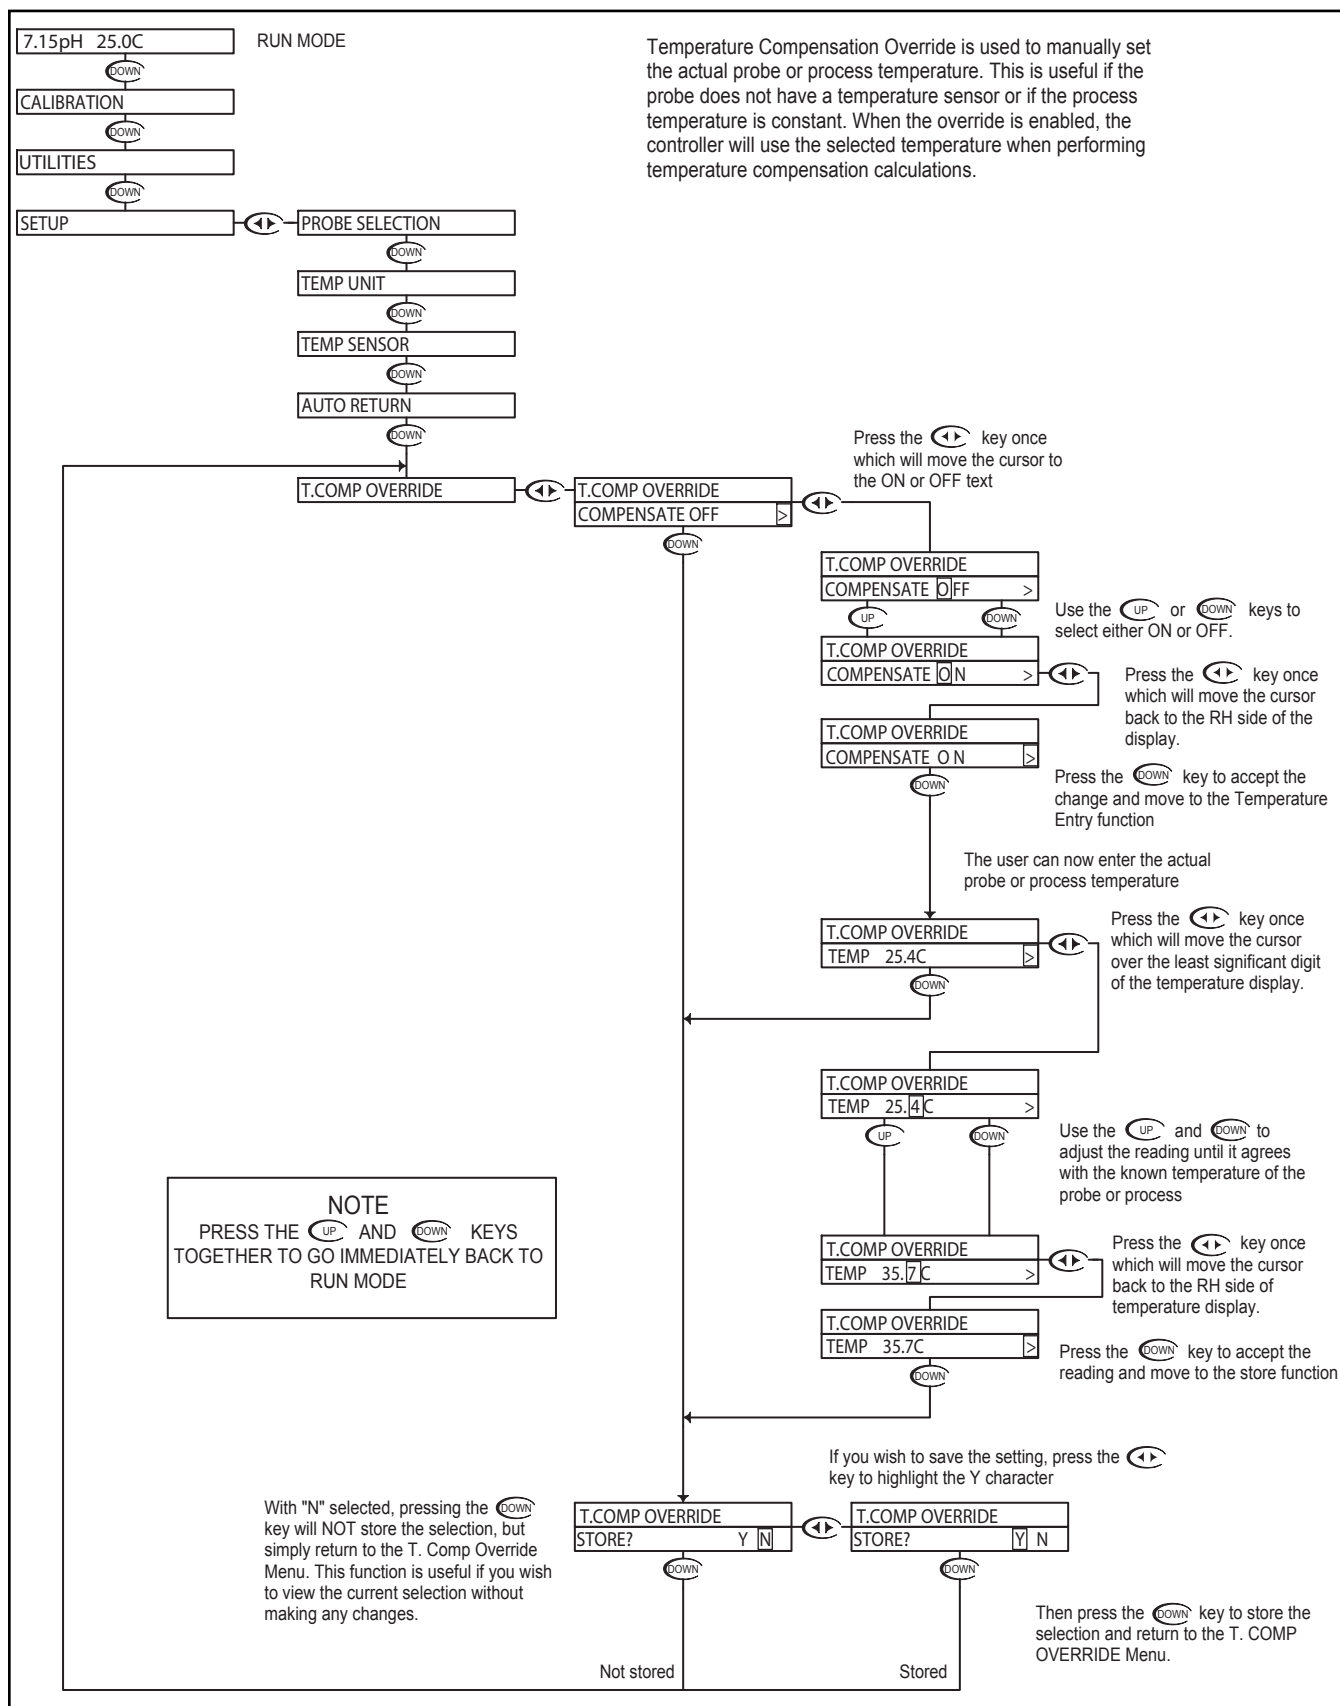 7.15pH 25.0C
RUN MODE
DOWN
CALIBRATION
DOWN
UTILITIES
DOWN
SETUP
Temperature Compensation Override is used to manually set
the actual probe or process temperature. This is useful if the
probe does not have a temperature sensor or if the process
temperature is constant. When the override is enabled, the
controller will use the selected temperature when performing
temperature compensation calculations.
PROBE SELECTION
DOWN
TEMP UNIT
DOWN
TEMP SENSOR
DOWN
AUTO RETURN
DOWN
T.COMP OVERRIDE
T.COMP OVERRIDE
COMPENSATE OFF >
DOWN
Press the key once
which will move the cursor to
the ON or OFF text
T.COMP OVERRIDE
COMPENSATE OFF >
UP DOWN
Use the UP or DOWN keys to
select either ON or OFF.
T.COMP OVERRIDE
COMPENSATE ON >
Press the key once
which will move the cursor
back to the RH side of the
display.
T.COMP OVERRIDE
COMPENSATE O N >
DOWN
Press the DOWN key to accept the
change and move to the Temperature
Entry function
The user can now enter the actual
probe or process temperature
T.COMP OVERRIDE
TEMP 25.4C >
DOWN
Press the key once
which will move the cursor
over the least significant digit
of the temperature display.
T.COMP OVERRIDE
TEMP 25.4C >
UP DOWN
Use the UP and DOWN to
adjust the reading until it agrees
with the known temperature of the
probe or process
T.COMP OVERRIDE
TEMP 35.7C >
Press the key once
which will move the cursor
back to the RH side of
temperature display.
T.COMP OVERRIDE
TEMP 35.7C >
DOWN
Press the DOWN key to accept the
reading and move to the store function
NOTE
PRESS THE UP AND DOWN KEYS
TOGETHER TO GO IMMEDIATELY BACK TO
RUN MODE
If you wish to save the setting, press the
key to highlight the Y character
With "N" selected, pressing the DOWN
key will NOT store the selection, but
simply return to the T. Comp Override
Menu. This function is useful if you wish
to view the current selection without
making any changes.
T.COMP OVERRIDE
STORE? Y N
DOWN
T.COMP OVERRIDE
STORE? Y N
DOWN
Then press the DOWN key to store the
selection and return to the T. COMP
OVERRIDE Menu.
Not stored
Stored